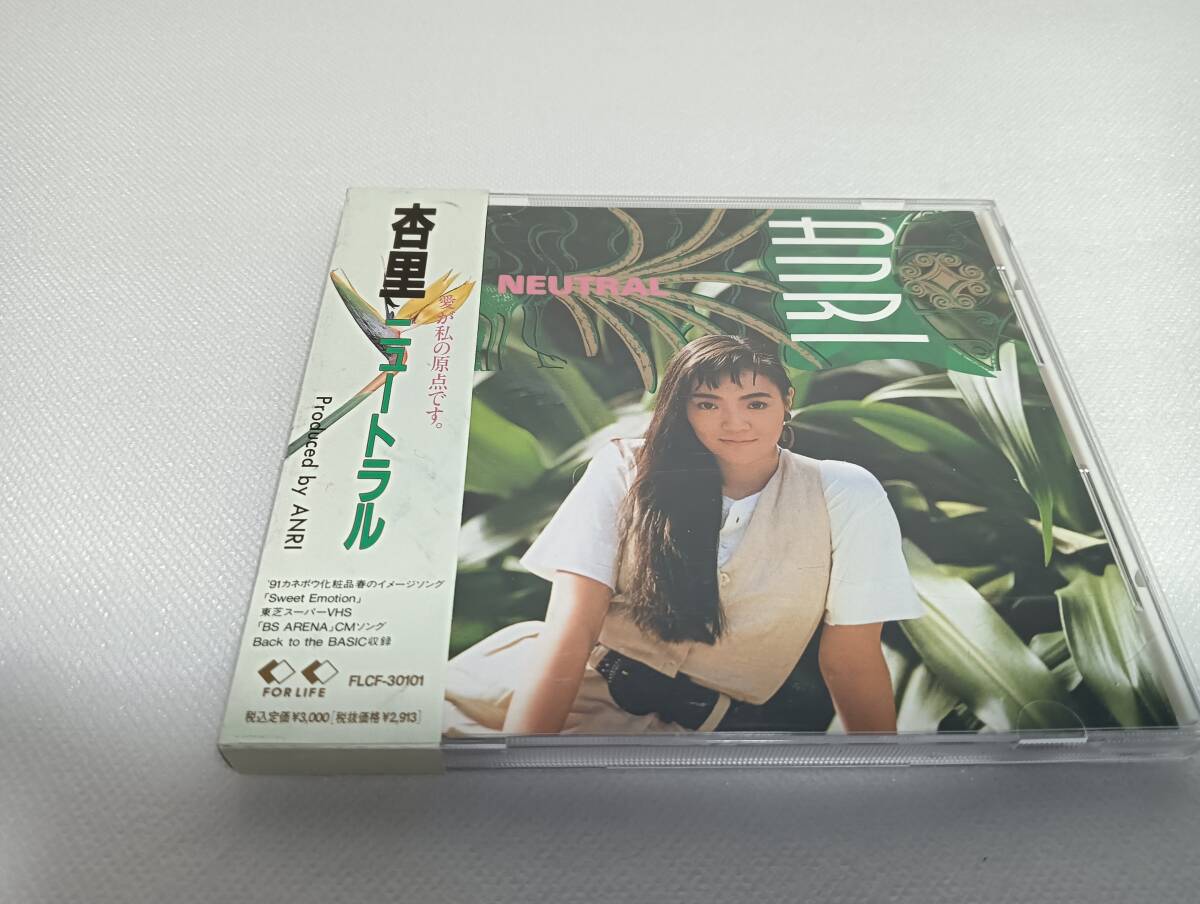 杏里
ニュートラル
愛が私の原点です。
Produced by ANRI
'91カネボウ化粧品春のイメージソング
「Sweet Emotion」
東芝スーパーVHS
「BS ARENA」CMソング
Back to the BASIC収録
FOR LIFE
FLCF-30101
税込定価¥3,000[税抜価格¥2,913]
NEUTRAL
ANRI